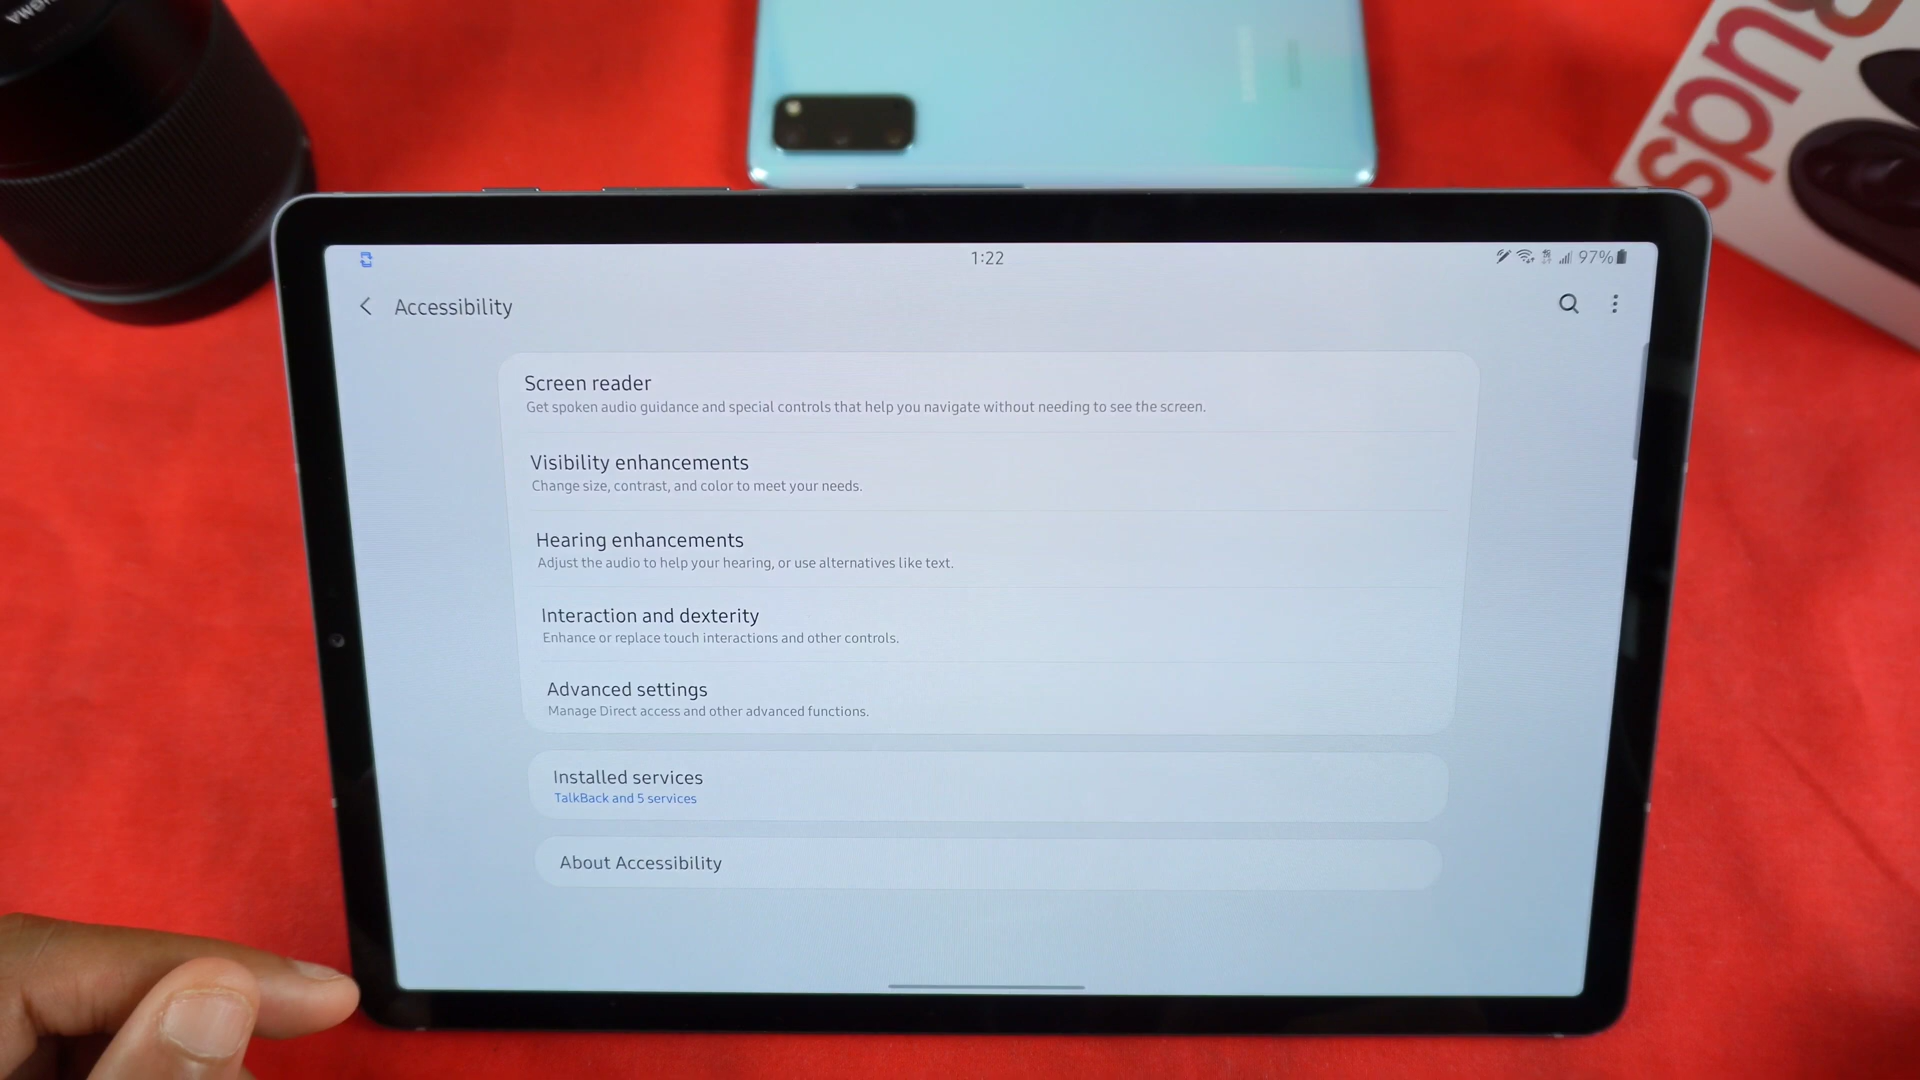 Buds
SAMSUNG
1:22
97%
Accessibility
Screen reader
Get spoken audio guidance and special controls that help you navigate without needing to see the screen.
Visibility enhancements
Change size, contrast, and color to meet your needs.
Hearing enhancements
Adjust the audio to help your hearing, or use alternatives like text.
Interaction and dexterity
Enhance or replace touch interactions and other controls.
Advanced settings
Manage Direct access and other advanced functions.
Installed services
TalkBack and 5 services
About Accessibility